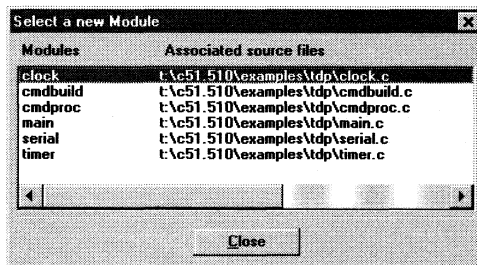 Select a new Module
Modules Associated source files
clock t:\c51.510\examples\tdp\clock.c
cmdbuild t:\c51.510\examples\tdp\cmdbuild.c
cmdproc t:\c51.510\examples\tdp\cmdproc.c
main t:\c51.510\examples\tdp\main.c
serial t:\c51.510\examples\tdp\serial.c
timer t:\c51.510\examples\tdp\timer.c
Close